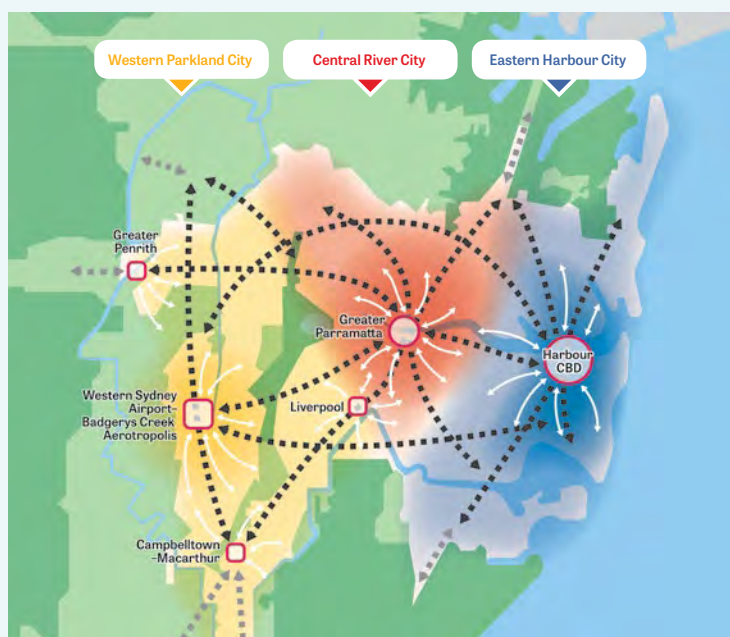 Western Parkland City
Central River City
Eastern Harbour City
Greater
Penrith
Greater
Parramatta
Harbour
CBD
Western Sydney
Airport–
Badgerys Creek
Aerotropolis
Liverpool
Campbelltown
–Macarthur